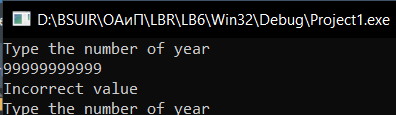 D:\BSUIR\ОАиП\LBR\LB6\Win32\Debug\Project1.exe
Type the number of year
99999999999
Incorrect value
Type the number of year